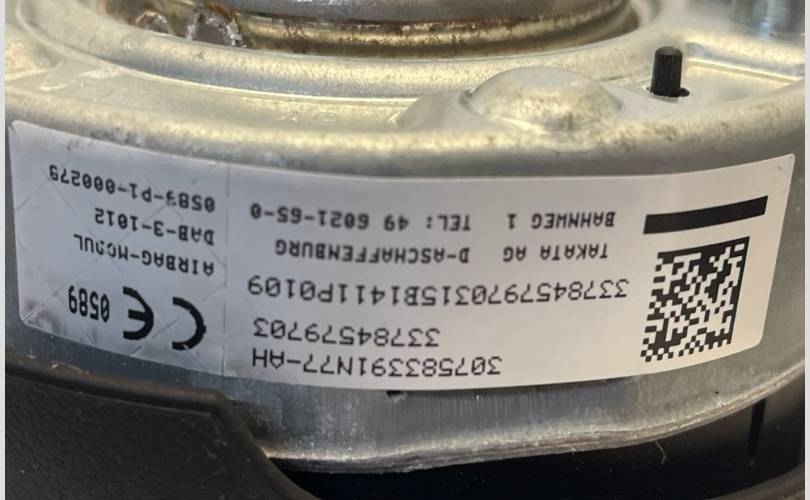 307583391N77-AH
33784579703
3378457970315B1411P0109
TAKATA AG D-ASCHAFFENBURG
BAHNWEG 1 TEL: 49 6021-65-0
CE 0589
AIRBAG-MODUL
DAB-3-1012
0589-P1-000279